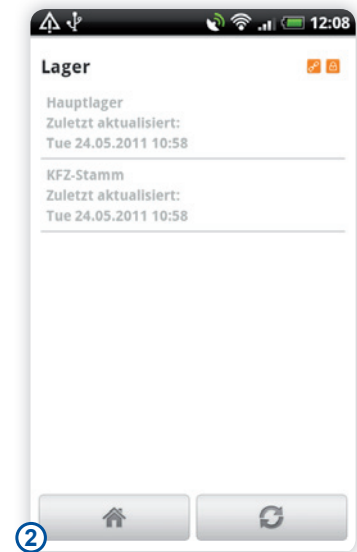 12:08
Lager
Hauptlager
Zuletzt aktualisiert:
Tue 24.05.2011 10:58
KFZ-Stamm
Zuletzt aktualisiert:
Tue 24.05.2011 10:58
2